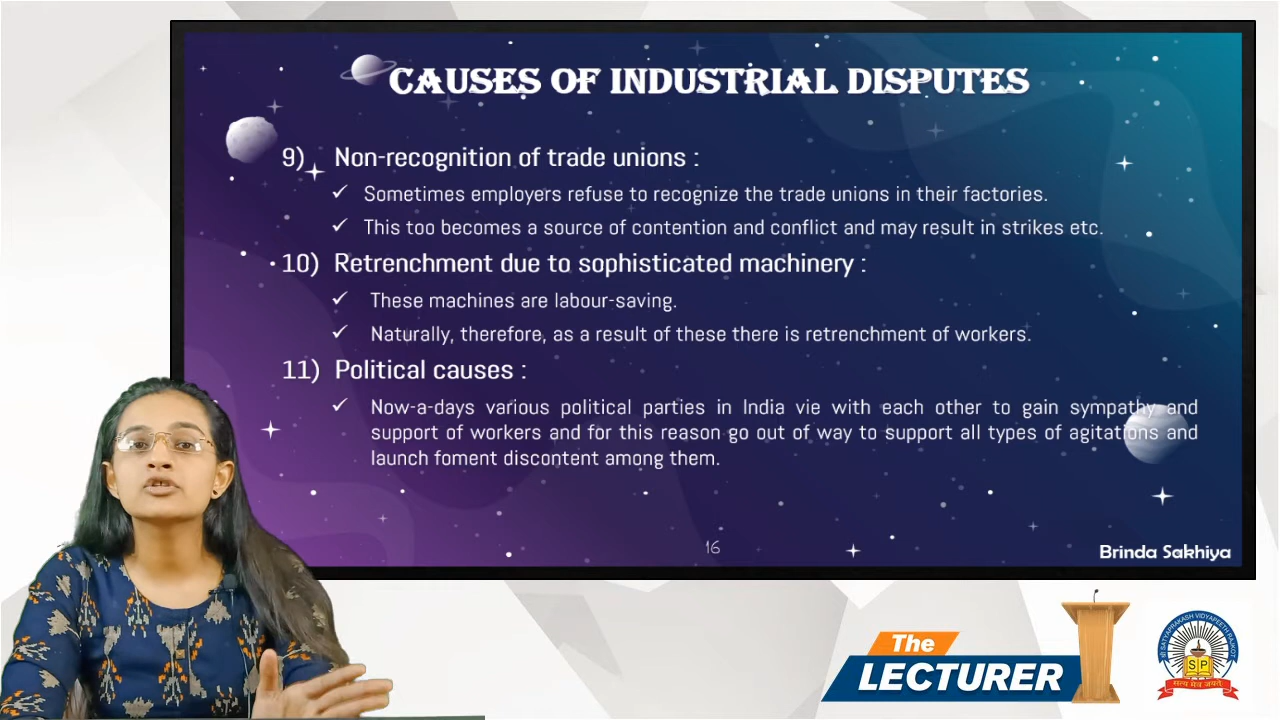 CAUSES OF INDUSTRIAL DISPUTES
9) Non-recognition of trade unions :
✓ Sometimes employers refuse to recognize the trade unions in their factories.
✓ This too becomes a source of contention and conflict and may result in strikes etc.
10) Retrenchment due to sophisticated machinery :
✓ These machines are labour-saving.
✓ Naturally, therefore, as a result of these there is retrenchment of workers.
11) Political causes :
✓ Now-a-days various political parties in India vie with each other to gain sympathy and
support of workers and for this reason go out of way to support all types of agitations and
launch foment discontent among them.
16
Brinda Sakhiya
The
LECTURER
SP
सत्य मेव जयते